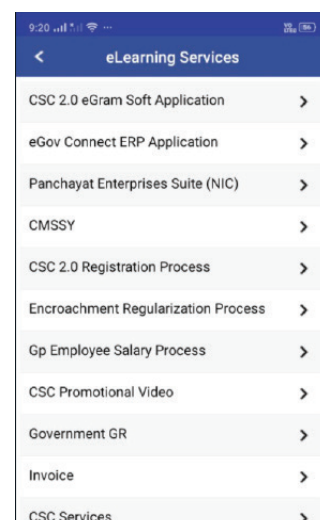 9:20
eLearning Services
CSC 2.0 eGram Soft Application
eGov Connect ERP Application
Panchayat Enterprises Suite (NIC)
CMSSY
CSC 2.0 Registration Process
Encroachment Regularization Process
Gp Employee Salary Process
CSC Promotional Video
Government GR
Invoice
CSC Services